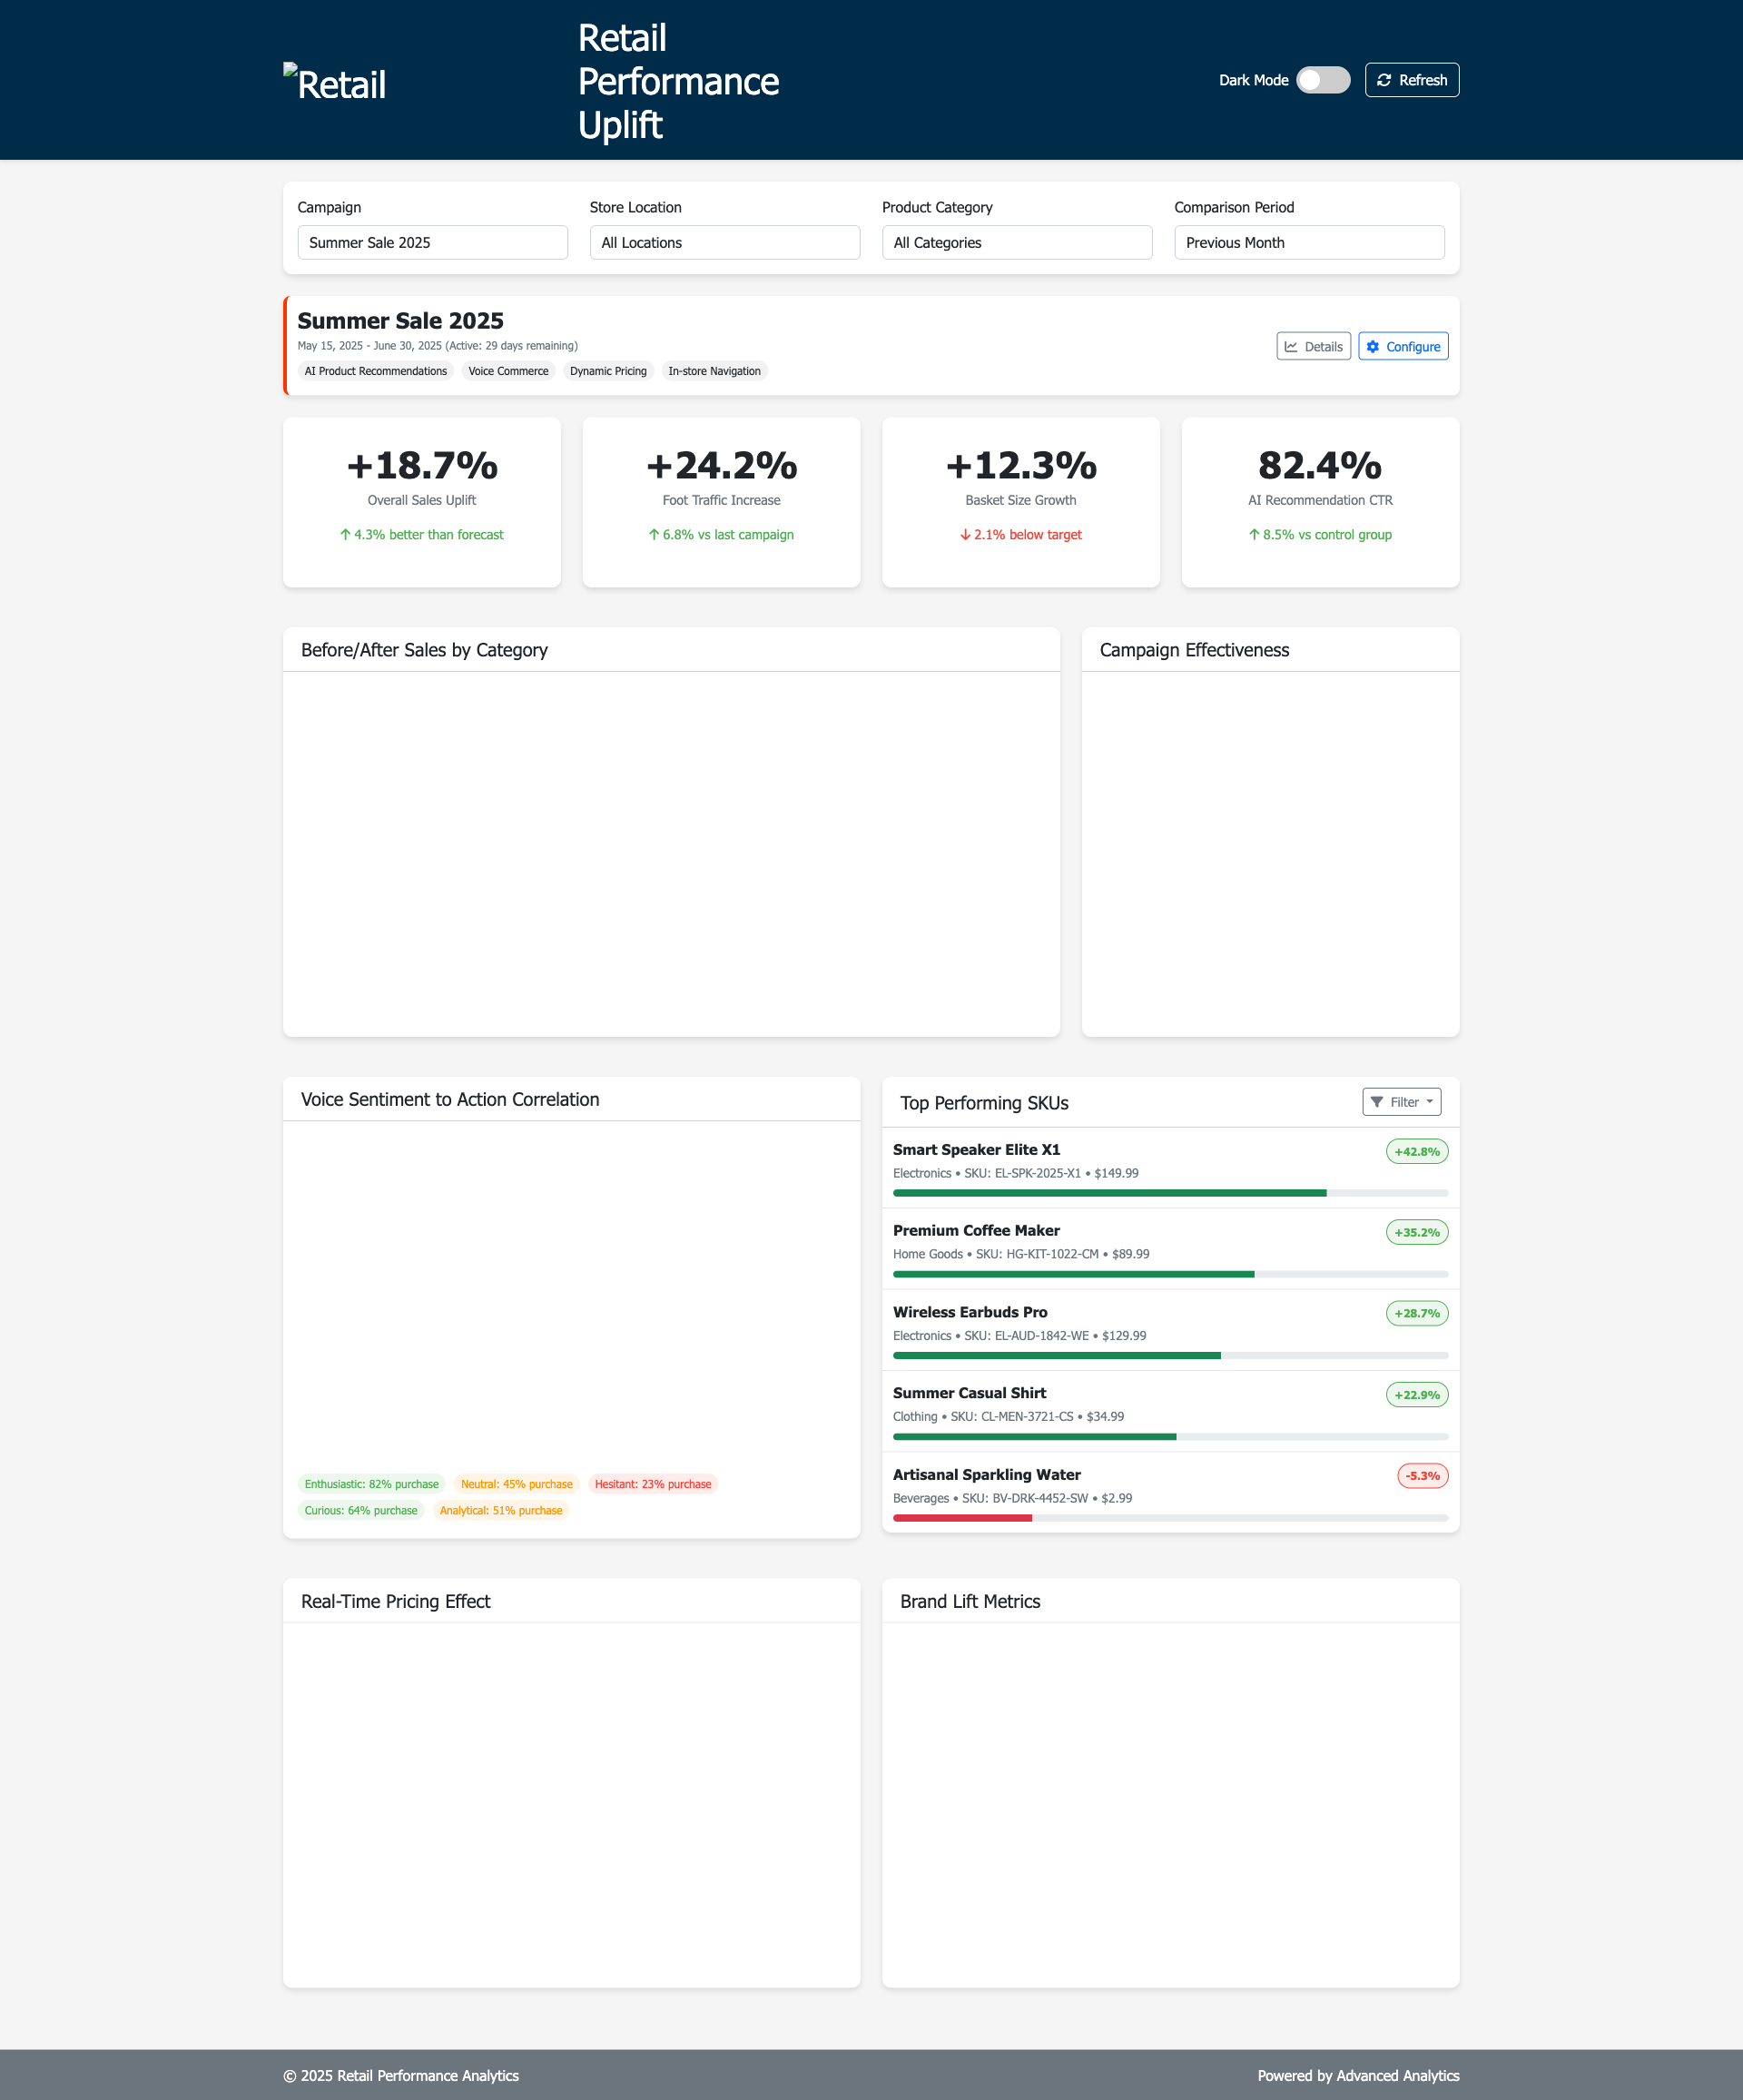 Retail
Retail
Performance
Uplift
Dark Mode
Refresh
Campaign
Store Location
Product Category
Comparison Period
Summer Sale 2025
All Locations
All Categories
Previous Month
Summer Sale 2025
May 15, 2025 - June 30, 2025 (Active: 29 days remaining)
AI Product Recommendations
Voice Commerce
Dynamic Pricing
In-store Navigation
Details
Configure
+18.7%
Overall Sales Uplift
4.3% better than forecast
+24.2%
Foot Traffic Increase
6.8% vs last campaign
+12.3%
Basket Size Growth
2.1% below target
82.4%
AI Recommendation CTR
8.5% vs control group
Before/After Sales by Category
Campaign Effectiveness
Voice Sentiment to Action Correlation
Enthusiastic: 82% purchase
Neutral: 45% purchase
Hesitant: 23% purchase
Curious: 64% purchase
Analytical: 51% purchase
Top Performing SKUs
Filter
Smart Speaker Elite X1
+42.8%
Electronics • SKU: EL-SPK-2025-X1 • $149.99
Premium Coffee Maker
+35.2%
Home Goods • SKU: HG-KIT-1022-CM • $89.99
Wireless Earbuds Pro
+28.7%
Electronics • SKU: EL-AUD-1842-WE • $129.99
Summer Casual Shirt
+22.9%
Clothing • SKU: CL-MEN-3721-CS • $34.99
Artisanal Sparkling Water
-5.3%
Beverages • SKU: BV-DRK-4452-SW • $2.99
Real-Time Pricing Effect
Brand Lift Metrics
© 2025 Retail Performance Analytics
Powered by Advanced Analytics